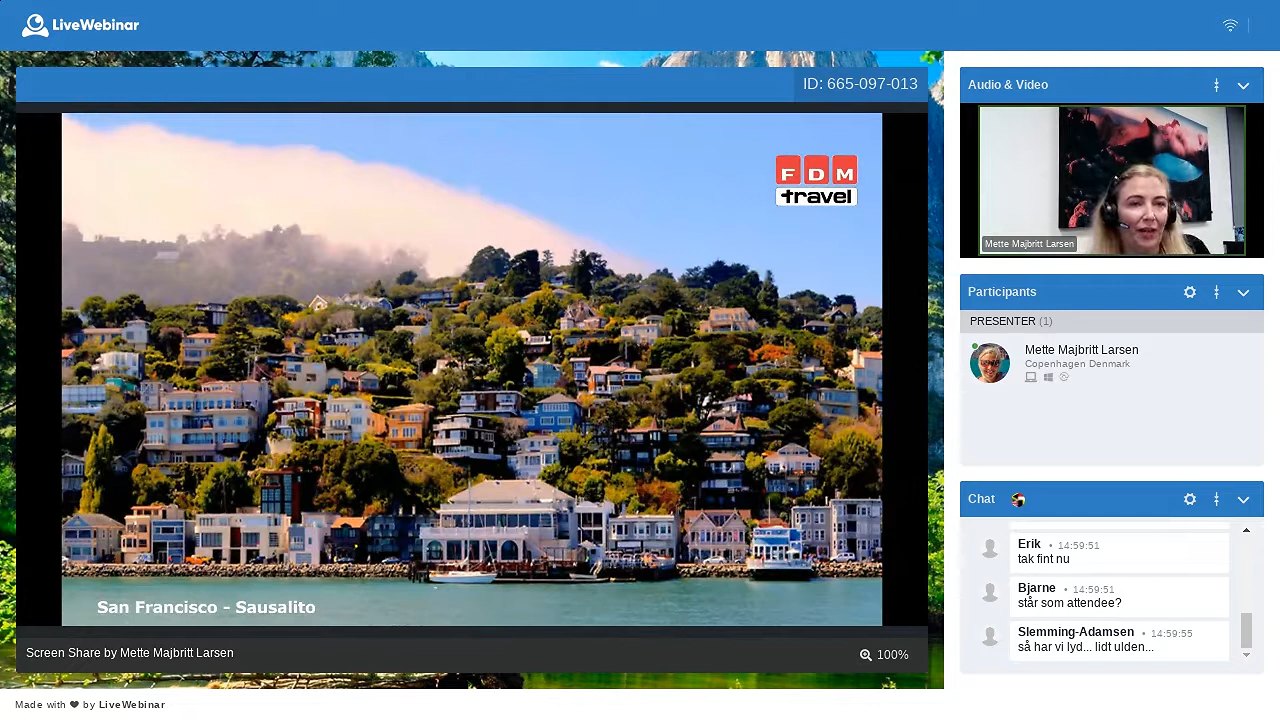 LiveWebinar
ID: 665-097-013
FDM
travel
San Francisco - Sausalito
Screen Share by Mette Majbritt Larsen
100%
Audio & Video
Mette Majbritt Larsen
Participants
PRESENTER (1)
Mette Majbritt Larsen
Copenhagen Denmark
Chat
Erik • 14:59:51
tak fint nu
Bjarne • 14:59:51
står som attendee?
Slemming-Adamsen • 14:59:55
så har vi lyd... lidt ulden...
Made with ❤ by LiveWebinar